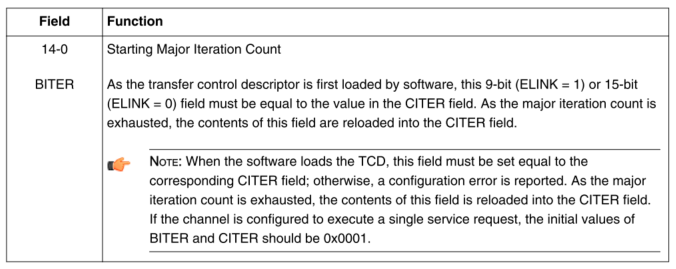 Field Function
14-0 Starting Major Iteration Count
BITER As the transfer control descriptor is first loaded by software, this 9-bit (ELINK = 1) or 15-bit
(ELINK = 0) field must be equal to the value in the CITER field. As the major iteration count is
exhausted, the contents of this field are reloaded into the CITER field.
NOTE: When the software loads the TCD, this field must be set equal to the
corresponding CITER field; otherwise, a configuration error is reported. As the major
iteration count is exhausted, the contents of this field is reloaded into the CITER field.
If the channel is configured to execute a single service request, the initial values of
BITER and CITER should be 0x0001.